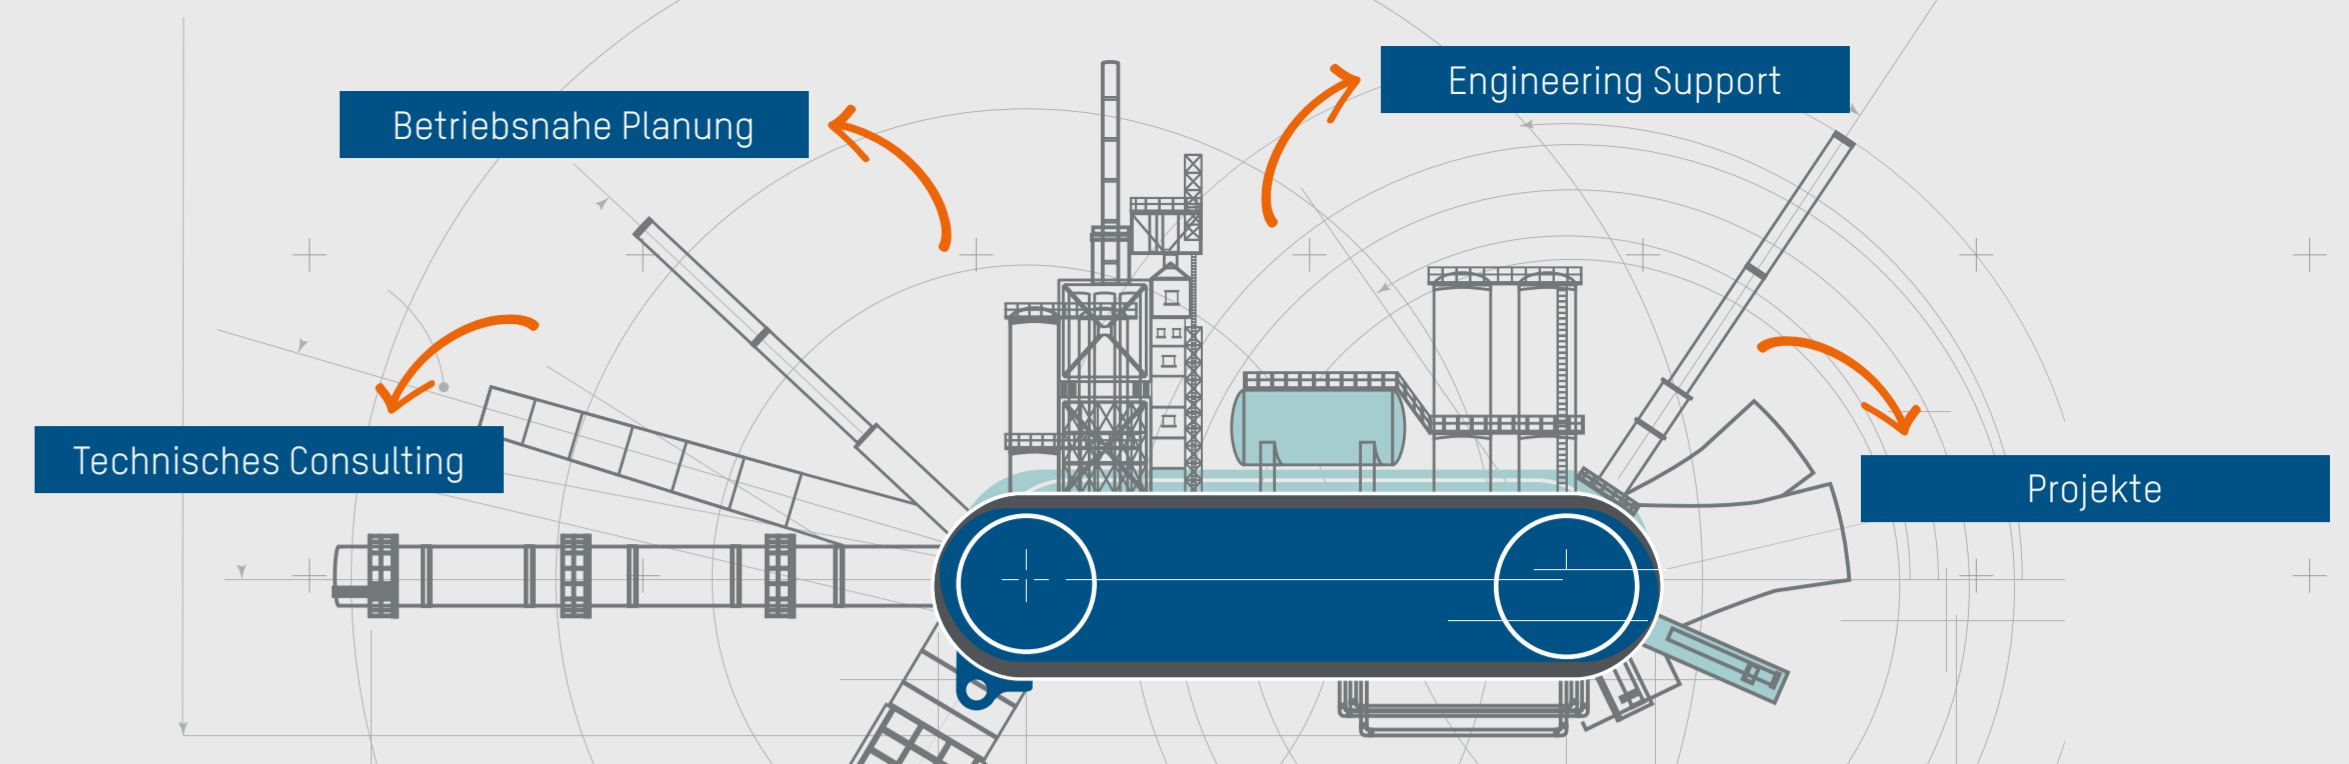 Engineering Support
Betriebsnahe Planung
Technisches Consulting
Projekte